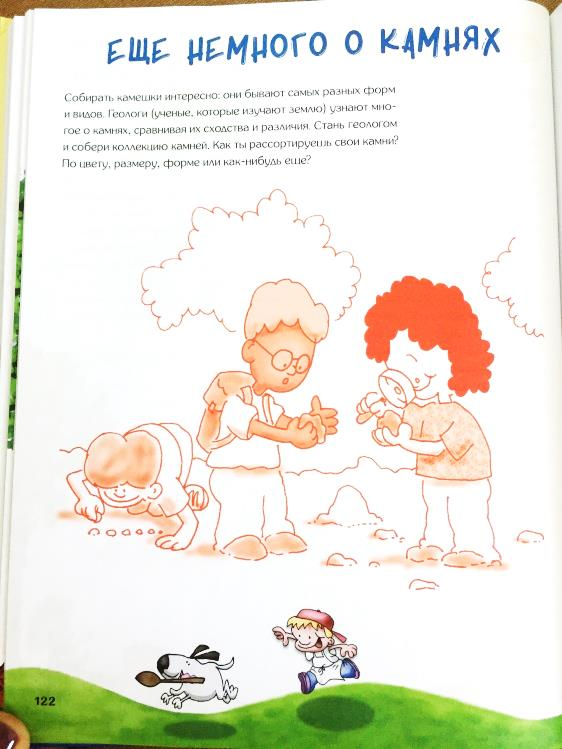 ЕЩЕ НЕМНОГО О КАМНЯХ
Собирать камешки интересно: они бывают самых разных форм
и видов. Геологи (ученые, которые изучают землю) узнают мно-
гое о камнях, сравнивая их сходства и различия. Стань геологом
и собери коллекцию камней. Как ты рассортируешь свои камни?
По цвету, размеру, форме или как-нибудь еще?
122